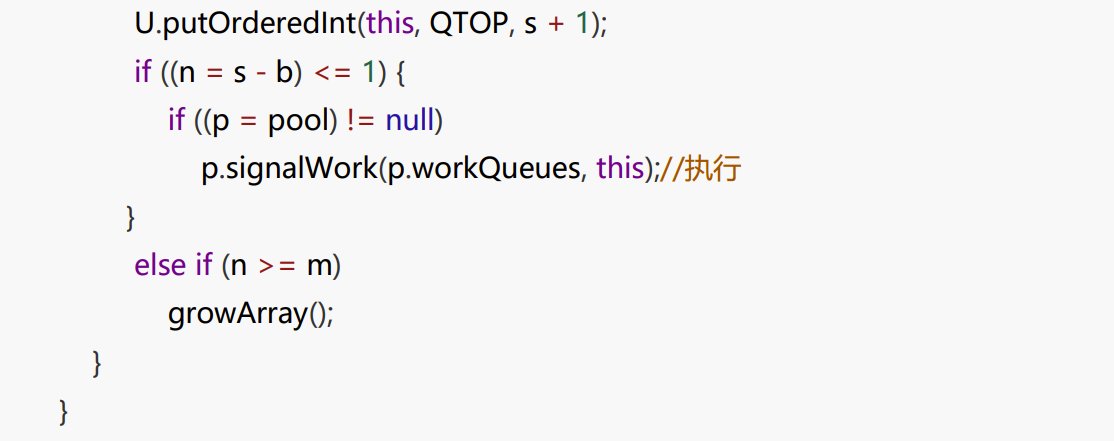 U.putOrderedInt(this, QTOP, s + 1);
if ((n = s - b) <= 1) {
if ((p = pool) != null)
p.signalWork(p.workQueues, this);//执行
}
else if (n >= m)
growArray();
}
}